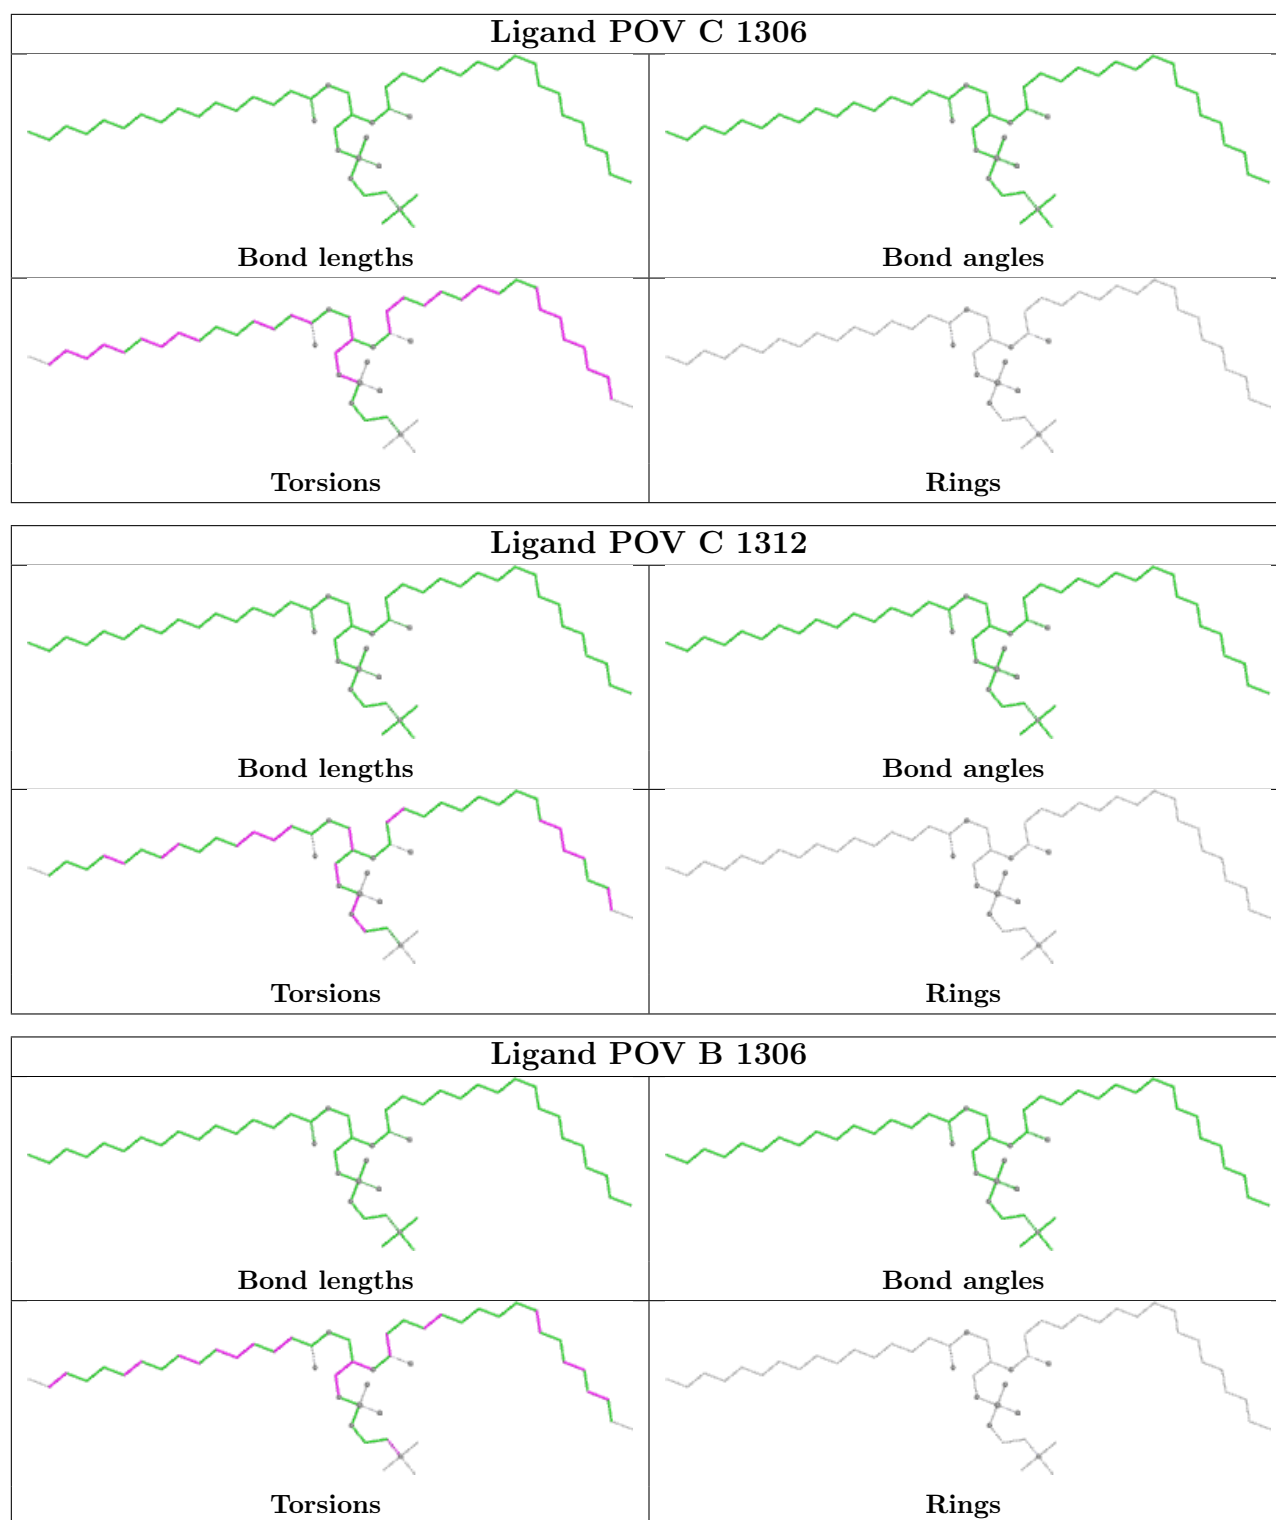 Ligand POV C 1306
Bond lengths
Bond angles
Torsions
Rings
Ligand POV C 1312
Bond lengths
Bond angles
Torsions
Rings
Ligand POV B 1306
Bond lengths
Bond angles
Torsions
Rings